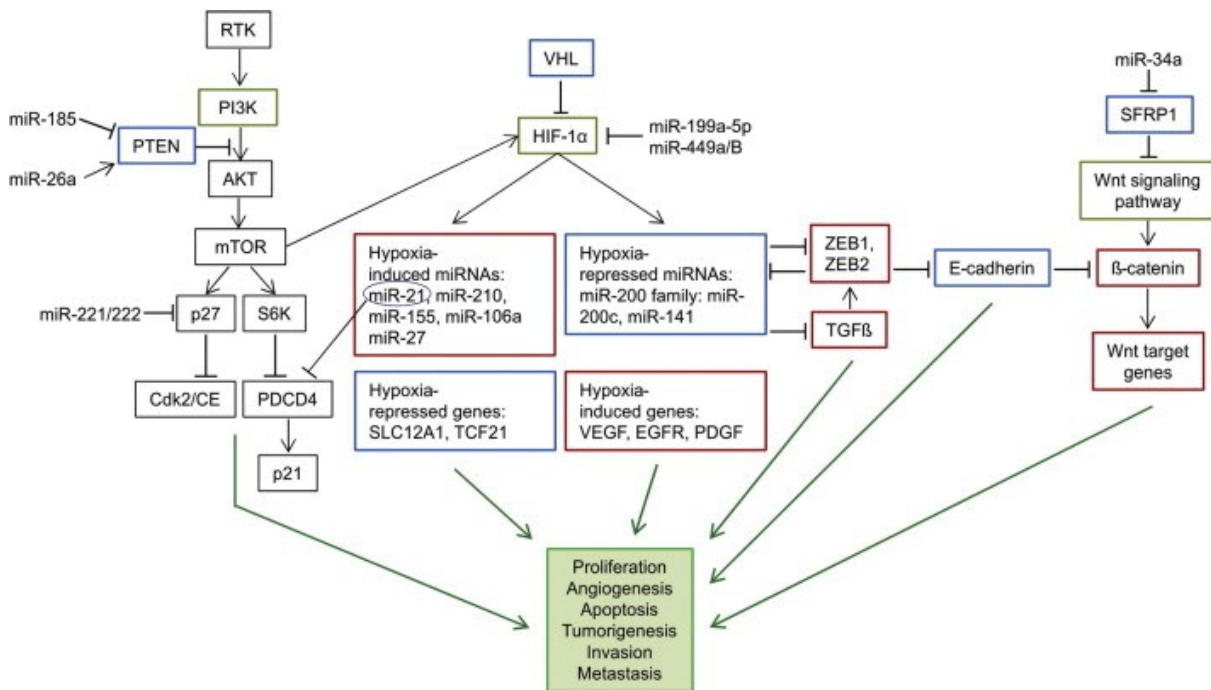 RTK
PI3K
miR-185
PTEN
miR-26a
AKT
mTOR
miR-221/222
p27
S6K
Cdk2/CE
PDCD4
p21
VHL
HIF-1α
miR-199a-5p
miR-449a/B
Hypoxia-
induced miRNAs:
miR-21, miR-210,
miR-155, miR-106a
miR-27
Hypoxia-
repressed miRNAs:
miR-200 family: miR-
200c, miR-141
Hypoxia-
repressed genes:
SLC12A1, TCF21
Hypoxia-
induced genes:
VEGF, EGFR, PDGF
ZEB1,
ZEB2
TGFß
E-cadherin
miR-34a
SFRP1
Wnt signaling
pathway
ß-catenin
Wnt target
genes
Proliferation
Angiogenesis
Apoptosis
Tumorigenesis
Invasion
Metastasis